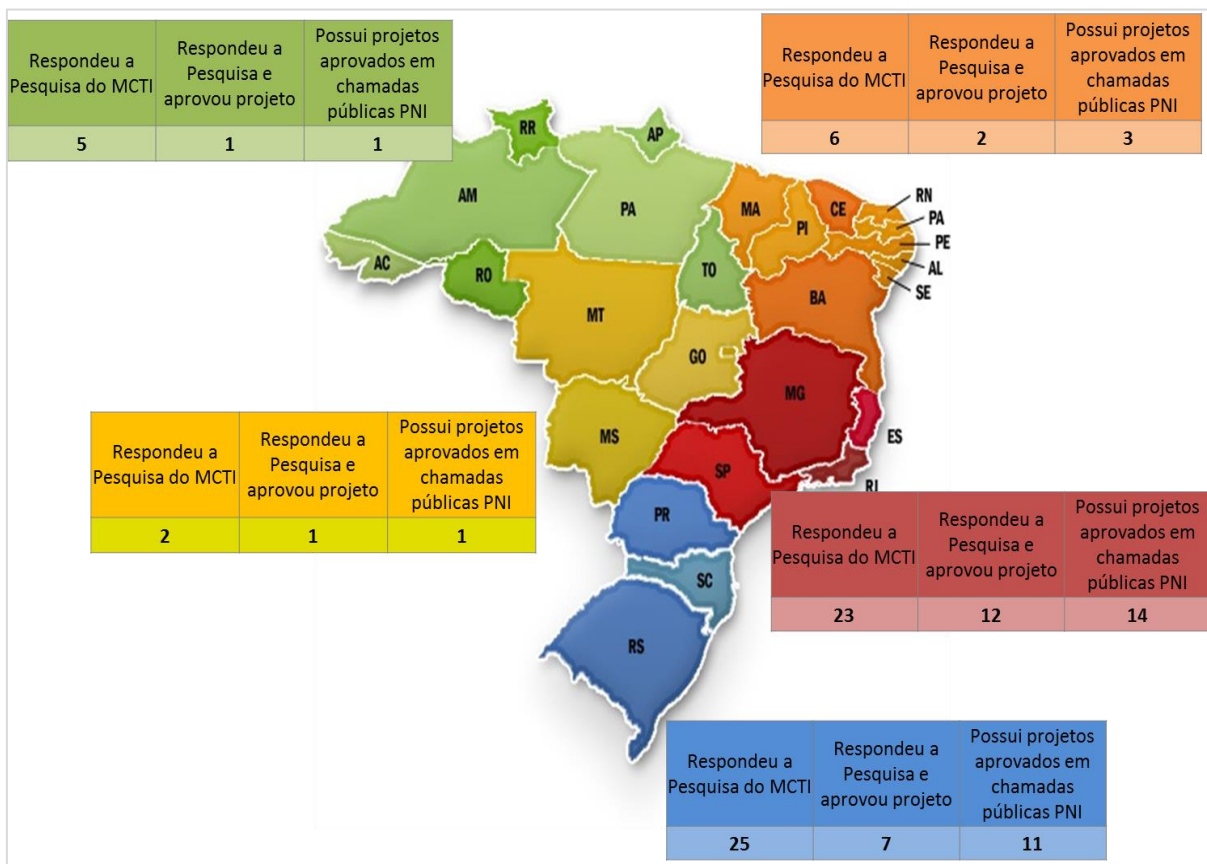 Respondeu a
Pesquisa do MCTI
Respondeu a
Pesquisa e
aprovou projeto
Possui projetos
aprovados em
chamadas
públicas PNI
5
1
1
Respondeu a
Pesquisa do MCTI
Respondeu a
Pesquisa e
aprovou projeto
Possui projetos
aprovados em
chamadas
públicas PNI
6
2
3
RR
AP
AM
PA
MA
CE
RN
PI
PA
PE
AC
RO
TO
AL
SE
BA
MT
GO
MG
MS
ES
SP
RJ
PR
SC
RS
Respondeu a
Pesquisa do MCTI
Respondeu a
Pesquisa e
aprovou projeto
Possui projetos
aprovados em
chamadas
públicas PNI
2
1
1
Respondeu a
Pesquisa do MCTI
Respondeu a
Pesquisa e
aprovou projeto
Possui projetos
aprovados em
chamadas
públicas PNI
23
12
14
Respondeu a
Pesquisa do MCTI
Respondeu a
Pesquisa e
aprovou projeto
Possui projetos
aprovados em
chamadas
públicas PNI
25
7
11